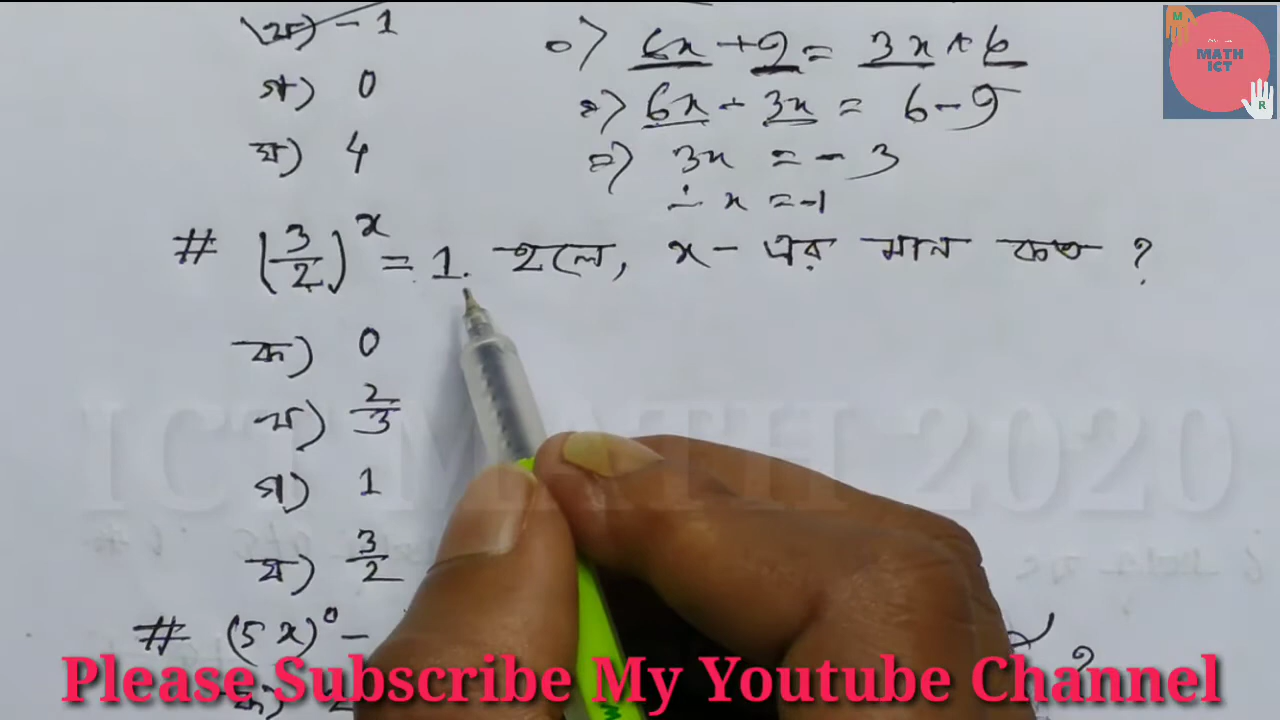 খ) - 1
গ) 0
ঘ) 4
⇒) 6x + 9 = 3x + 6
⇒) 6x - 3x = 6 - 9
⇒) 3x = - 3
∴ x = -1
# (3/2)^x = 1. হলে, x - এর মান কত ?
ক) 0
খ) 2/3
গ) 1
ঘ) 3/2
# (5x)^0 -
?
ক)
MATH
ICT
M
R
ICT MATH 2020
Please Subscribe My Youtube Channel